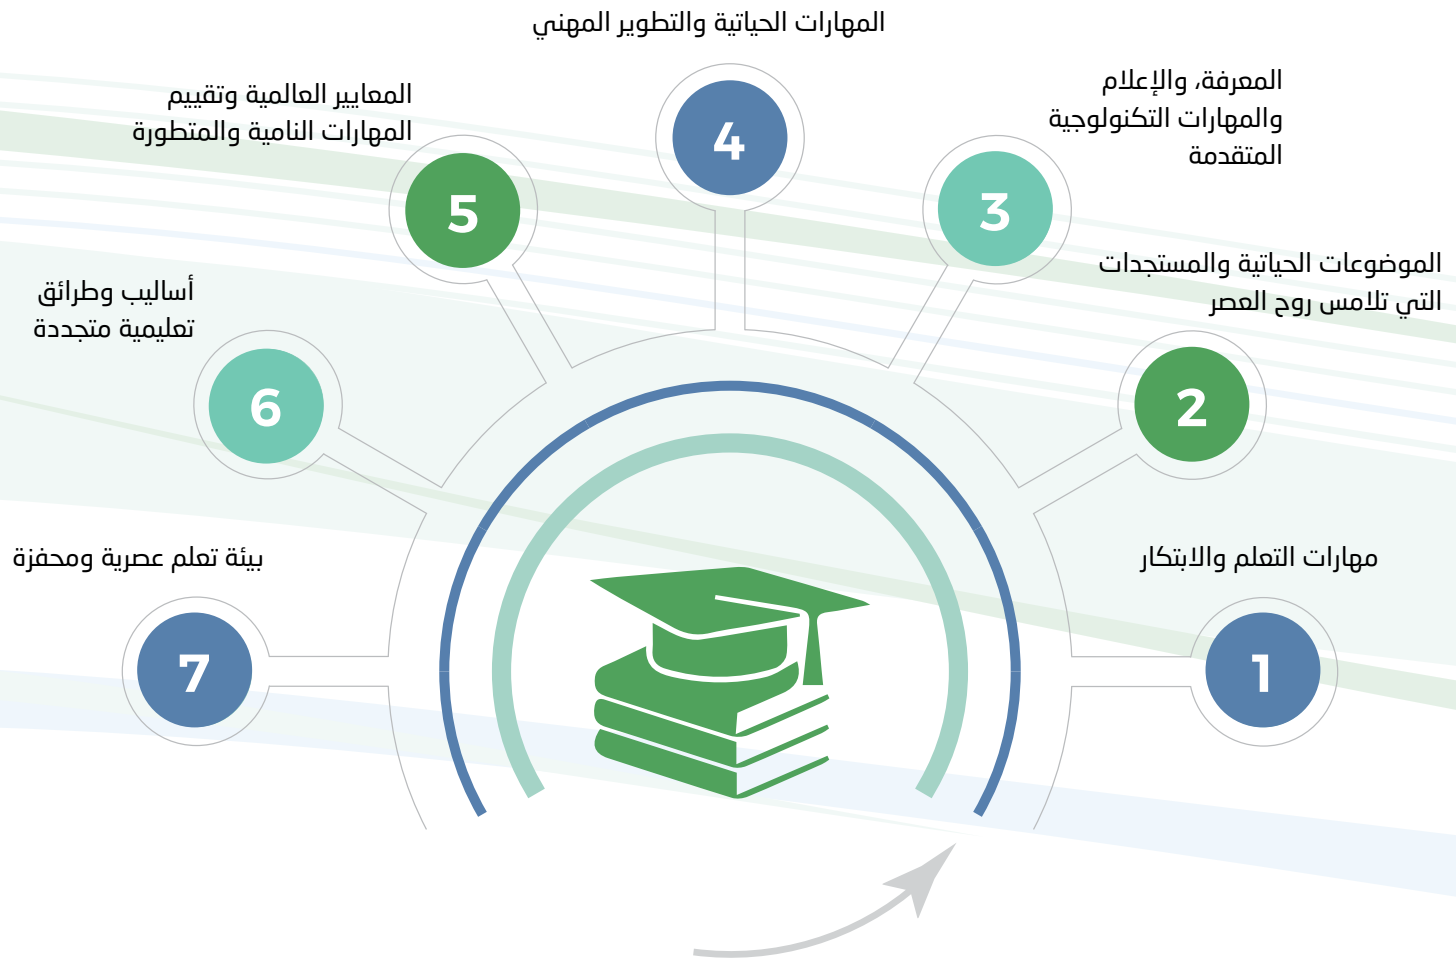 1
مهارات التعلم والابتكار
2
الموضوعات الحياتية والمستجدات
التي تلامس روح العصر
3
المعرفة، والإعلام
والمهارات التكنولوجية
المتقدمة
4
المهارات الحياتية والتطوير المهني
5
المعايير العالمية وتقييم
المهارات النامية والمتطورة
6
أساليب وطرائق
تعليمية متجددة
7
بيئة تعلم عصرية ومحفزة